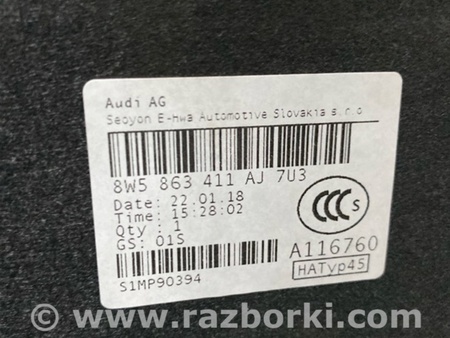 Audi AG
Seoyon E-hwa Automotive Slovakia s.r.o
8W5 863 411 AJ 7U3
Date: 22.01.18
Time: 15:28:02
Qty : 1
GS: 01S
CCC S
A116760
HATyp45
S1MP90394
© www.razborki.com